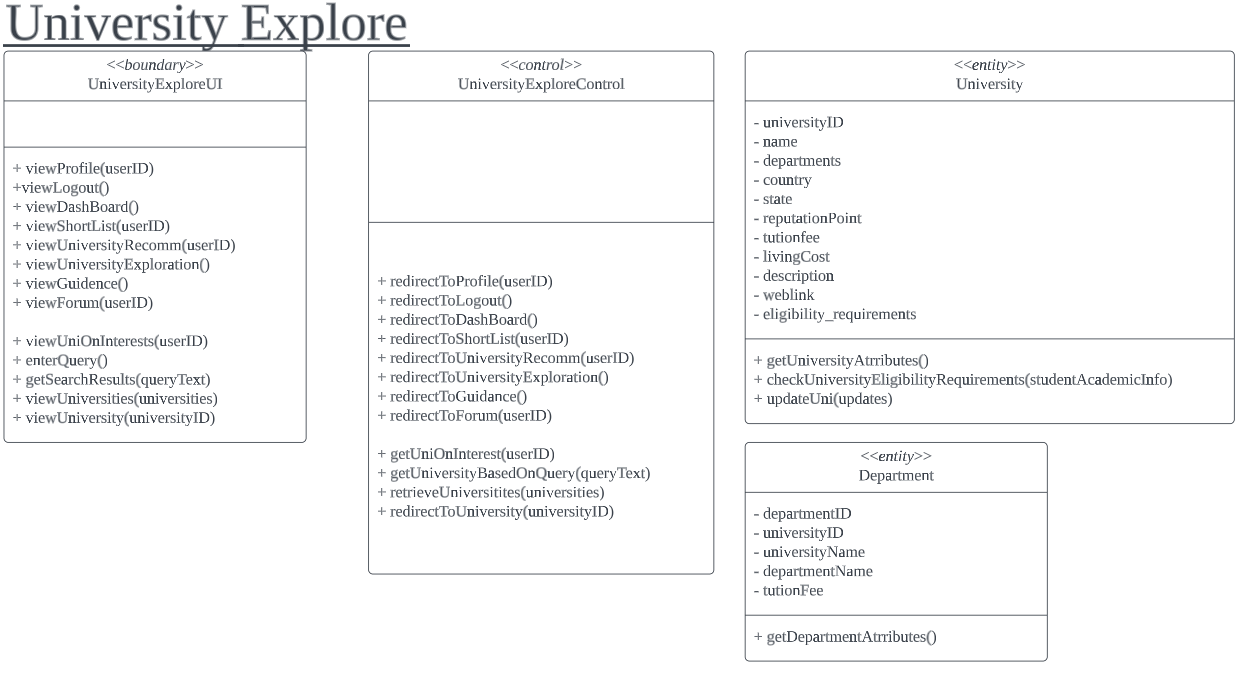 University Explore
<<boundary>>
UniversityExploreUI
+ viewProfile(userID)
+viewLogout()
+ viewDashBoard()
+ viewShortList(userID)
+ viewUniversityRecomm(userID)
+ viewUniversityExploration()
+ viewGuidence()
+ viewForum(userID)
+ viewUniOnInterests(userID)
+ enterQuery()
+ getSearchResults(queryText)
+ viewUniversities(universities)
+ viewUniversity(universityID)
<<control>>
UniversityExploreControl
+ redirectToProfile(userID)
+ redirectToLogout()
+ redirectToDashBoard()
+ redirectToShortList(userID)
+ redirectToUniversityRecomm(userID)
+ redirectToUniversityExploration()
+ redirectToGuidance()
+ redirectToForum(userID)
+ getUniOnInterest(userID)
+ getUniversityBasedOnQuery(queryText)
+ retrieveUniversitites(universities)
+ redirectToUniversity(universityID)
<<entity>>
University
- universityID
- name
- departments
- country
- state
- reputationPoint
- tutionfee
- livingCost
- description
- weblink
- eligibility_requirements
+ getUniversityAtrributes()
+ checkUniversityEligibilityRequirements(studentAcademicInfo)
+ updateUni(updates)
<<entity>>
Department
- departmentID
- universityID
- universityName
- departmentName
- tutionFee
+ getDepartmentAtrributes()